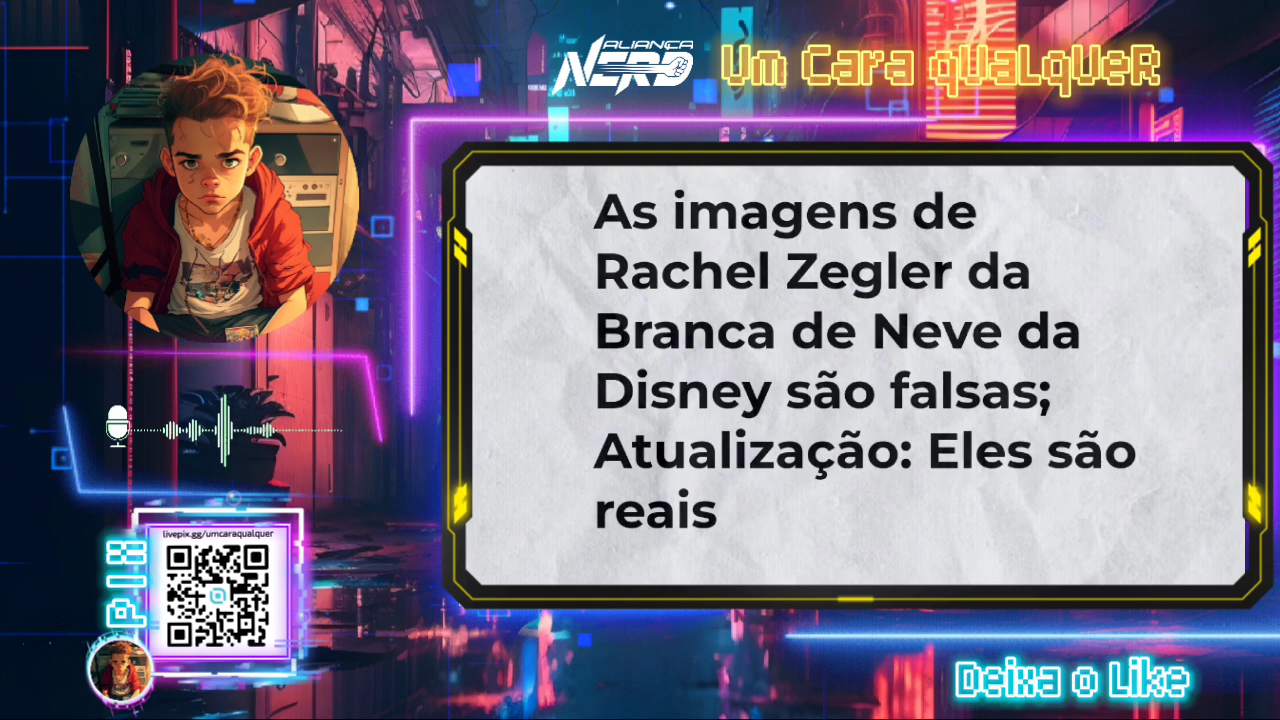 ALIANÇA
NERD
Um Cara qUaLqUeR
As imagens de
Rachel Zegler da
Branca de Neve da
Disney são falsas;
Atualização: Eles são
reais
livepix.gg/umcaraqualquer
PIX
Deixa o Like